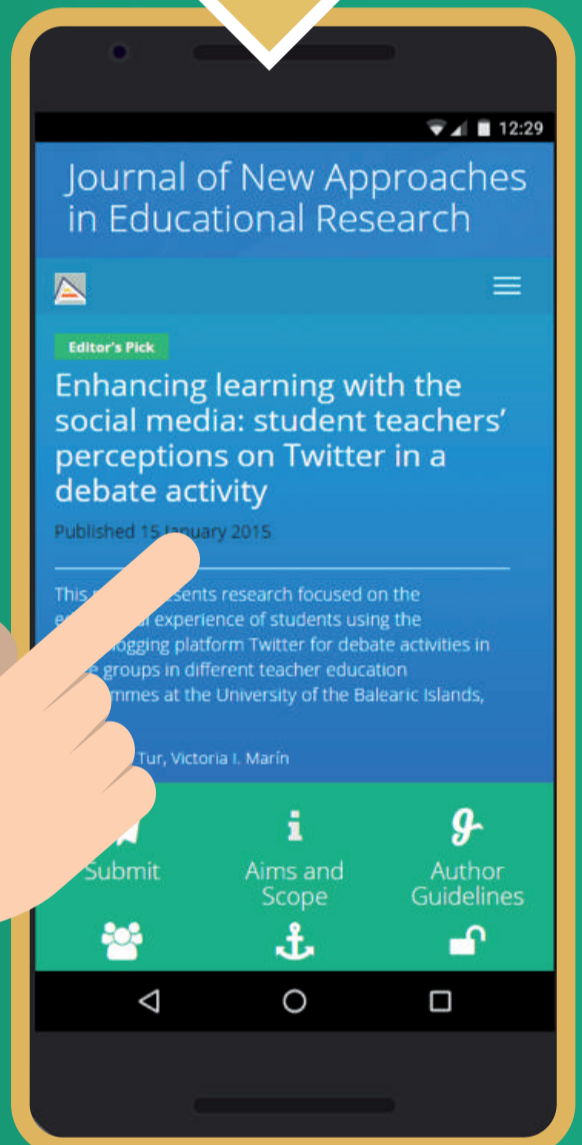 12:29
Journal of New Approaches
in Educational Research
Editor's Pick
Enhancing learning with the
social media: student teachers'
perceptions on Twitter in a
debate activity
Published 15 January 2015
This sents research focused on the
experience of students using the
ogging platform Twitter for debate activities in
groups in different teacher education
mmes at the University of the Balearic Islands,
Tur, Victoria I. Marín
Submit
Aims and
Scope
Author
Guidelines